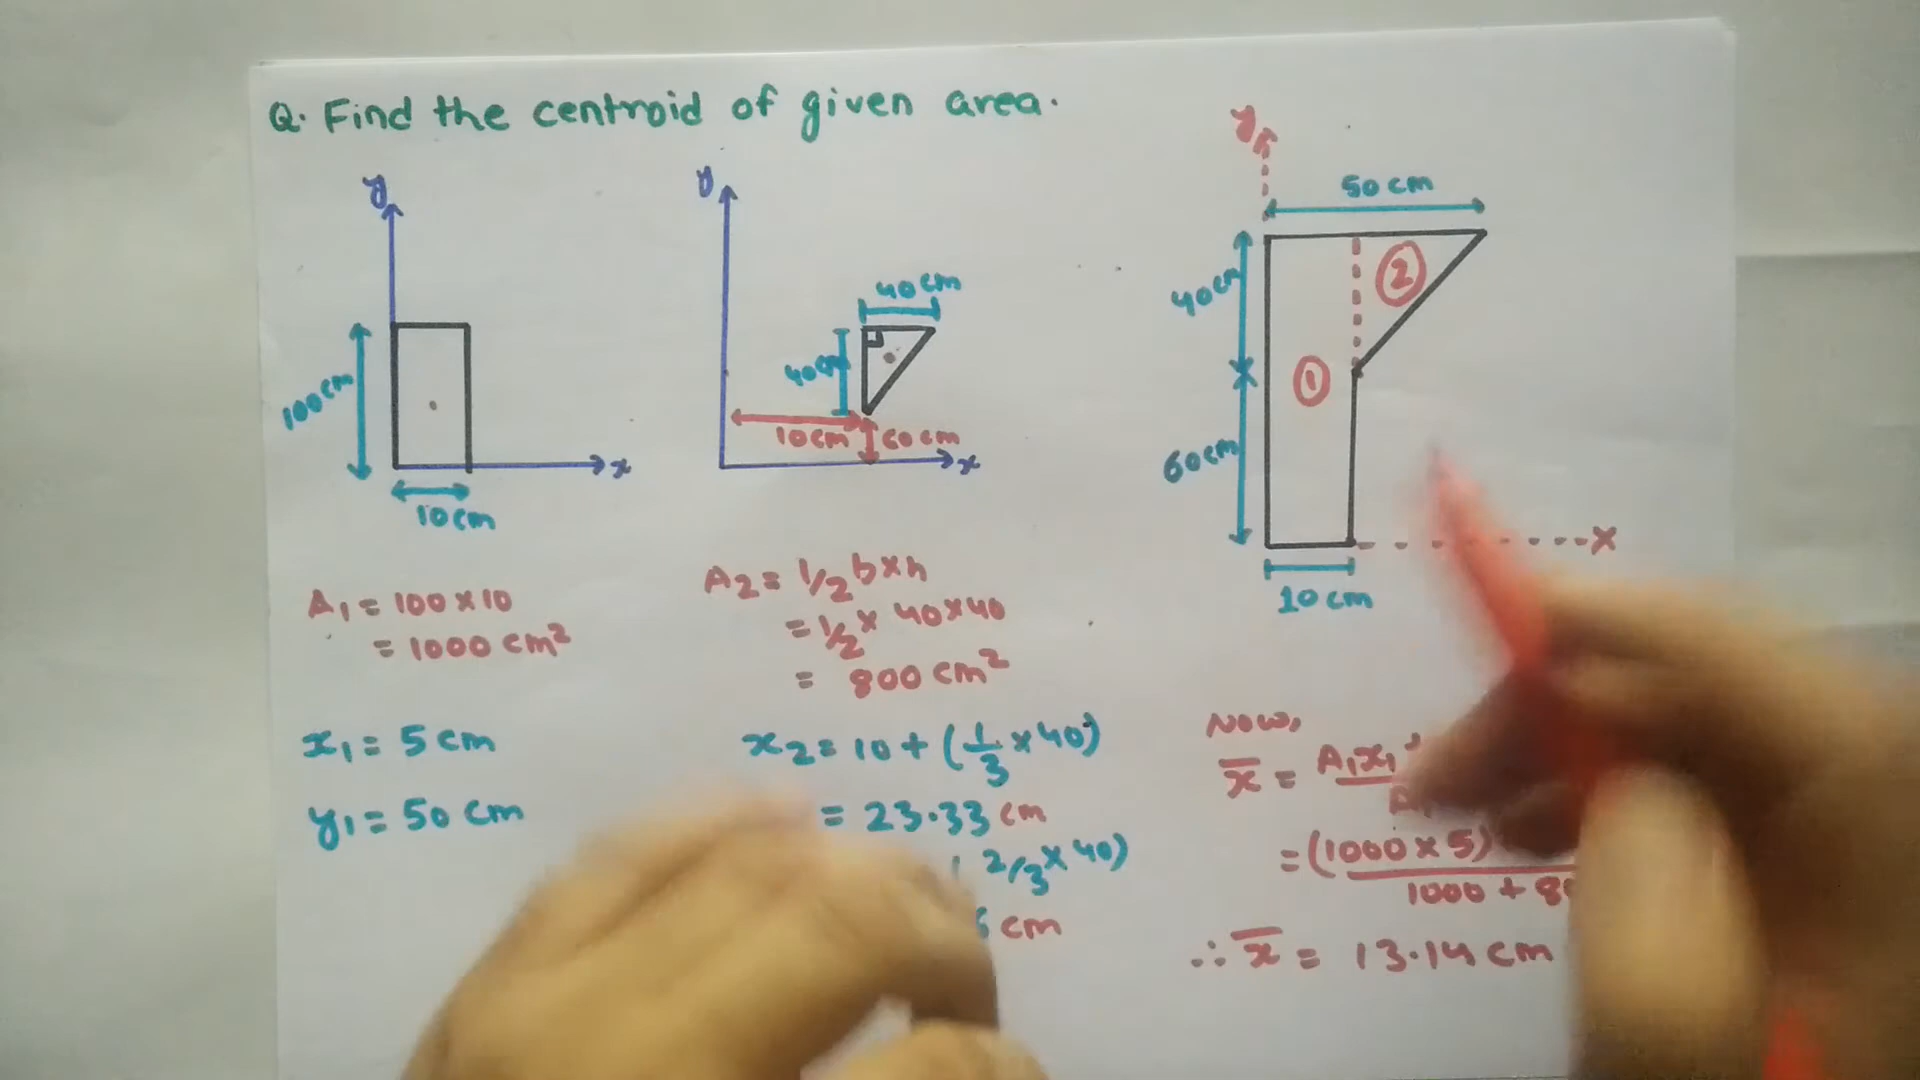 Q. Find the centroid of given area.
y
100cm
10cm
x
A1 = 100 × 10
= 1000 cm²
x1 = 5 cm
y1 = 50 cm
y
40cm
40cm
10cm
60cm
x
A2 = 1/2 b×h
= 1/2 × 40×40
= 800 cm²
x2 = 10 + (1/3 × 40)
= 23.33 cm
2/3 × 40)
6 cm
y
50 cm
40cm
2
1
60cm
x
10 cm
Now,
x̄ = A1x1
= (1000 × 5)
1000 +
∴ x̄ = 13.14 cm